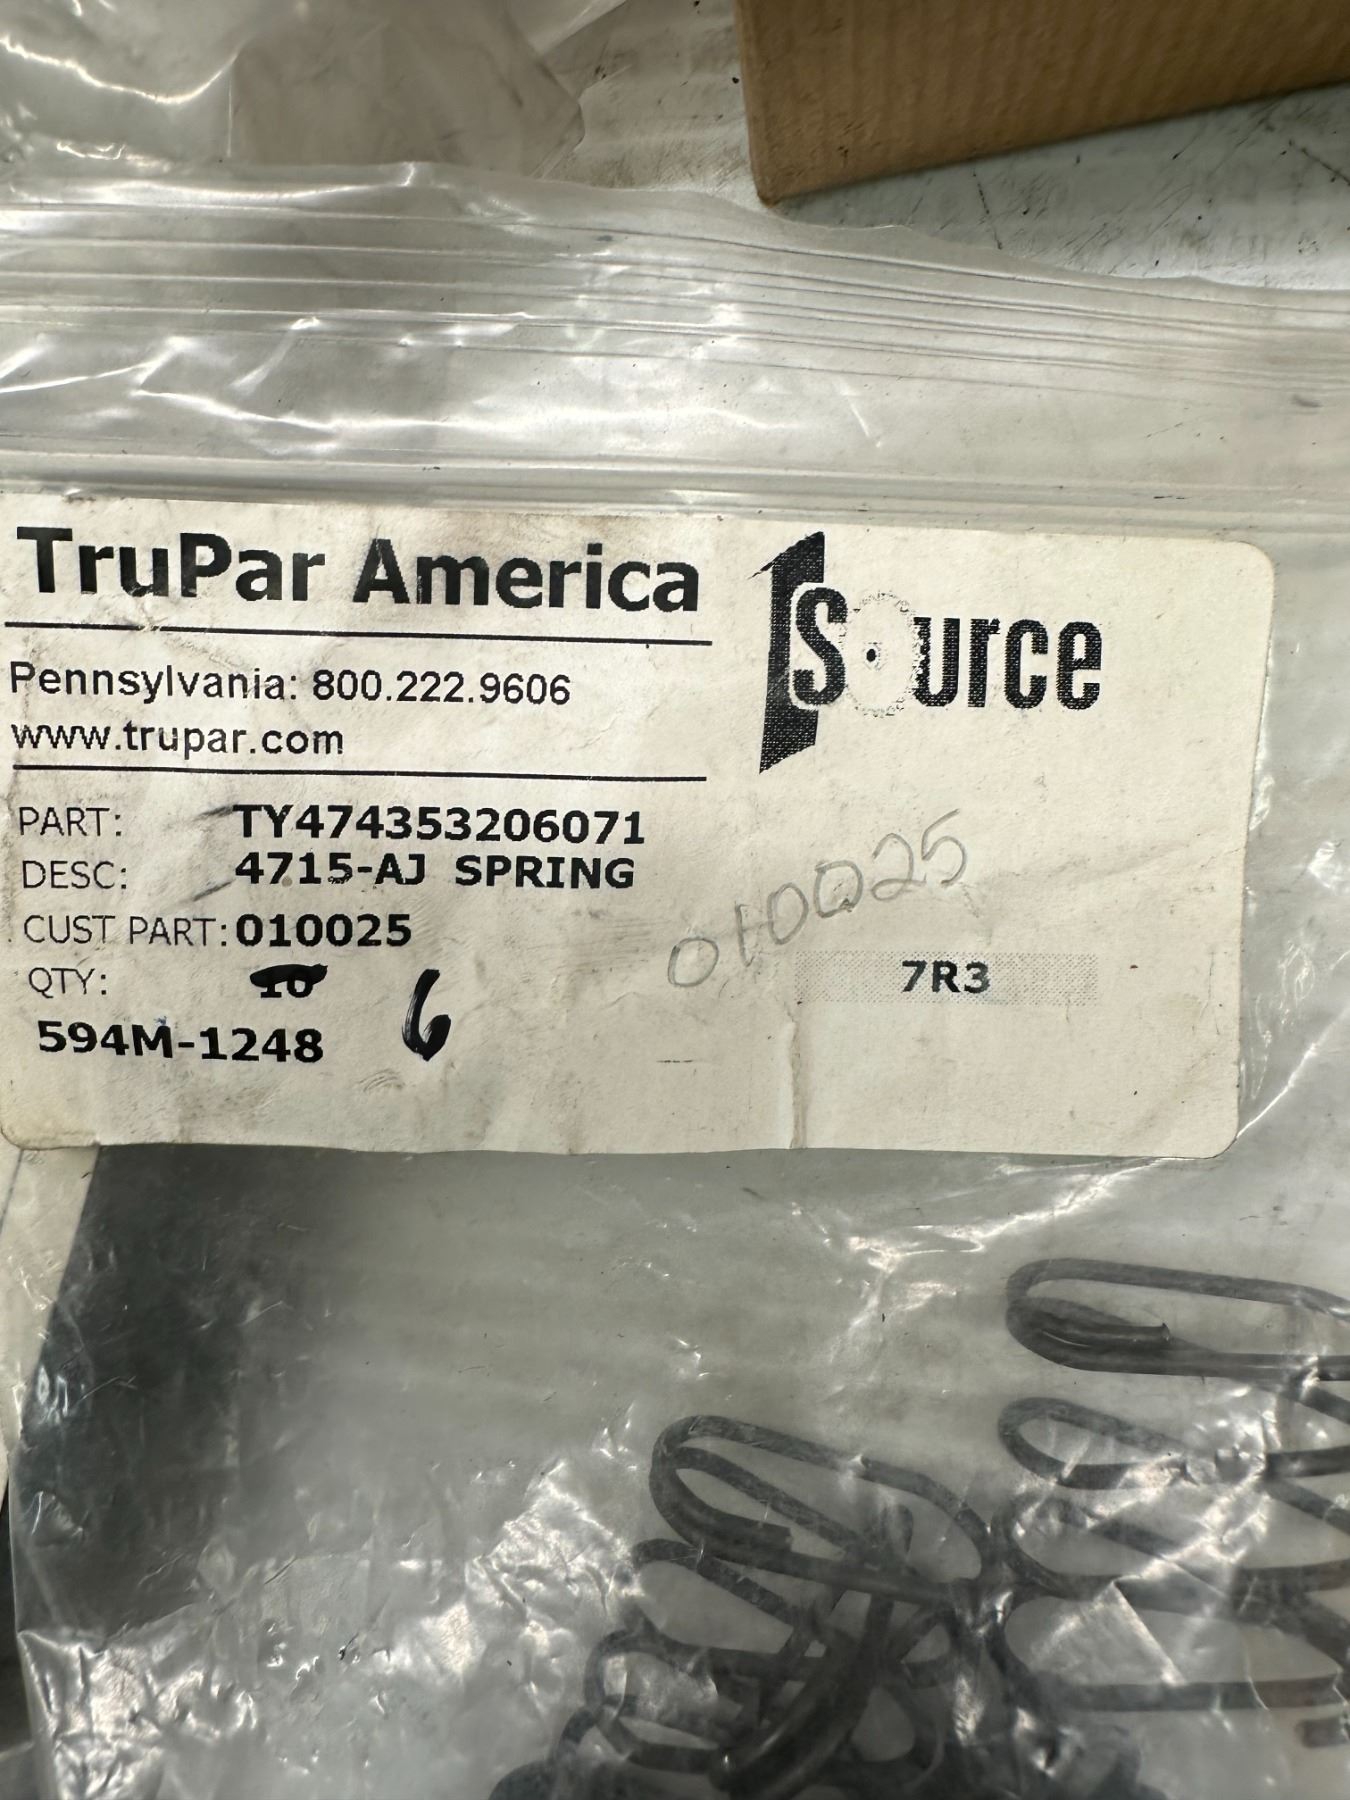 TruPar America
1Source
Pennsylvania: 800.222.9606
www.trupar.com
PART: TY474353206071
DESC: 4715-AJ SPRING
CUST PART: 010025
010025
QTY: 10
6
7R3
594M-1248